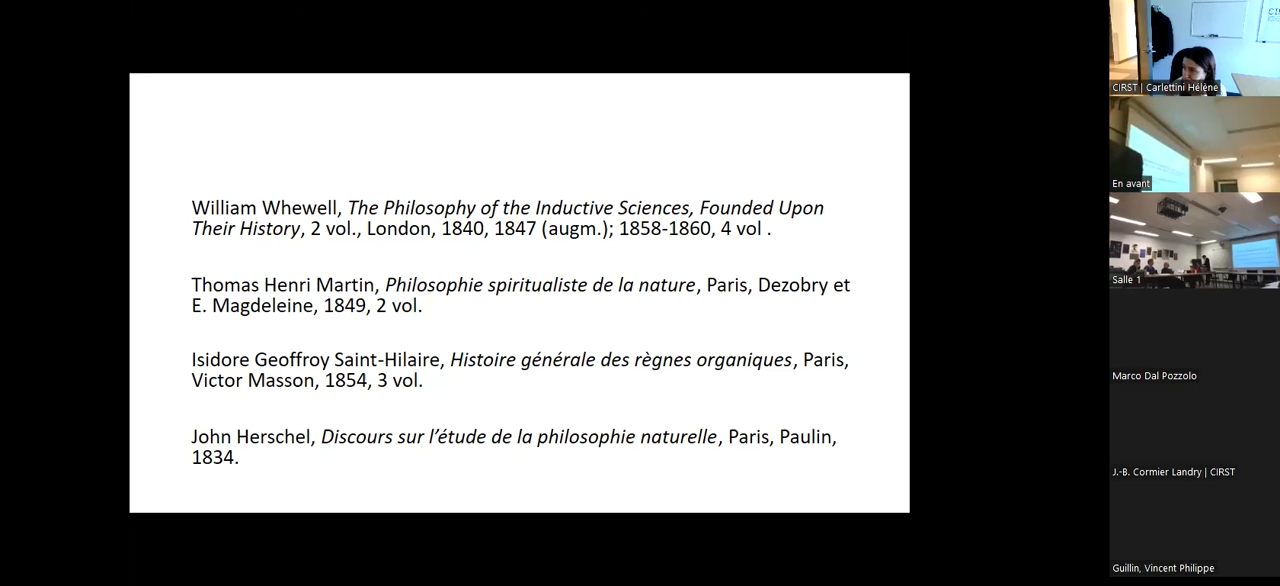 William Whewell, The Philosophy of the Inductive Sciences, Founded Upon
Their History, 2 vol., London, 1840, 1847 (augm.); 1858-1860, 4 vol .
Thomas Henri Martin, Philosophie spiritualiste de la nature, Paris, Dezobry et
E. Magdeleine, 1849, 2 vol.
Isidore Geoffroy Saint-Hilaire, Histoire générale des règnes organiques, Paris,
Victor Masson, 1854, 3 vol.
John Herschel, Discours sur l’étude de la philosophie naturelle, Paris, Paulin,
1834.
CIRST | Carlettini Hélène
En avant
Salle 1
Marco Dal Pozzolo
J.-B. Cormier Landry | CIRST
Guillin, Vincent Philippe